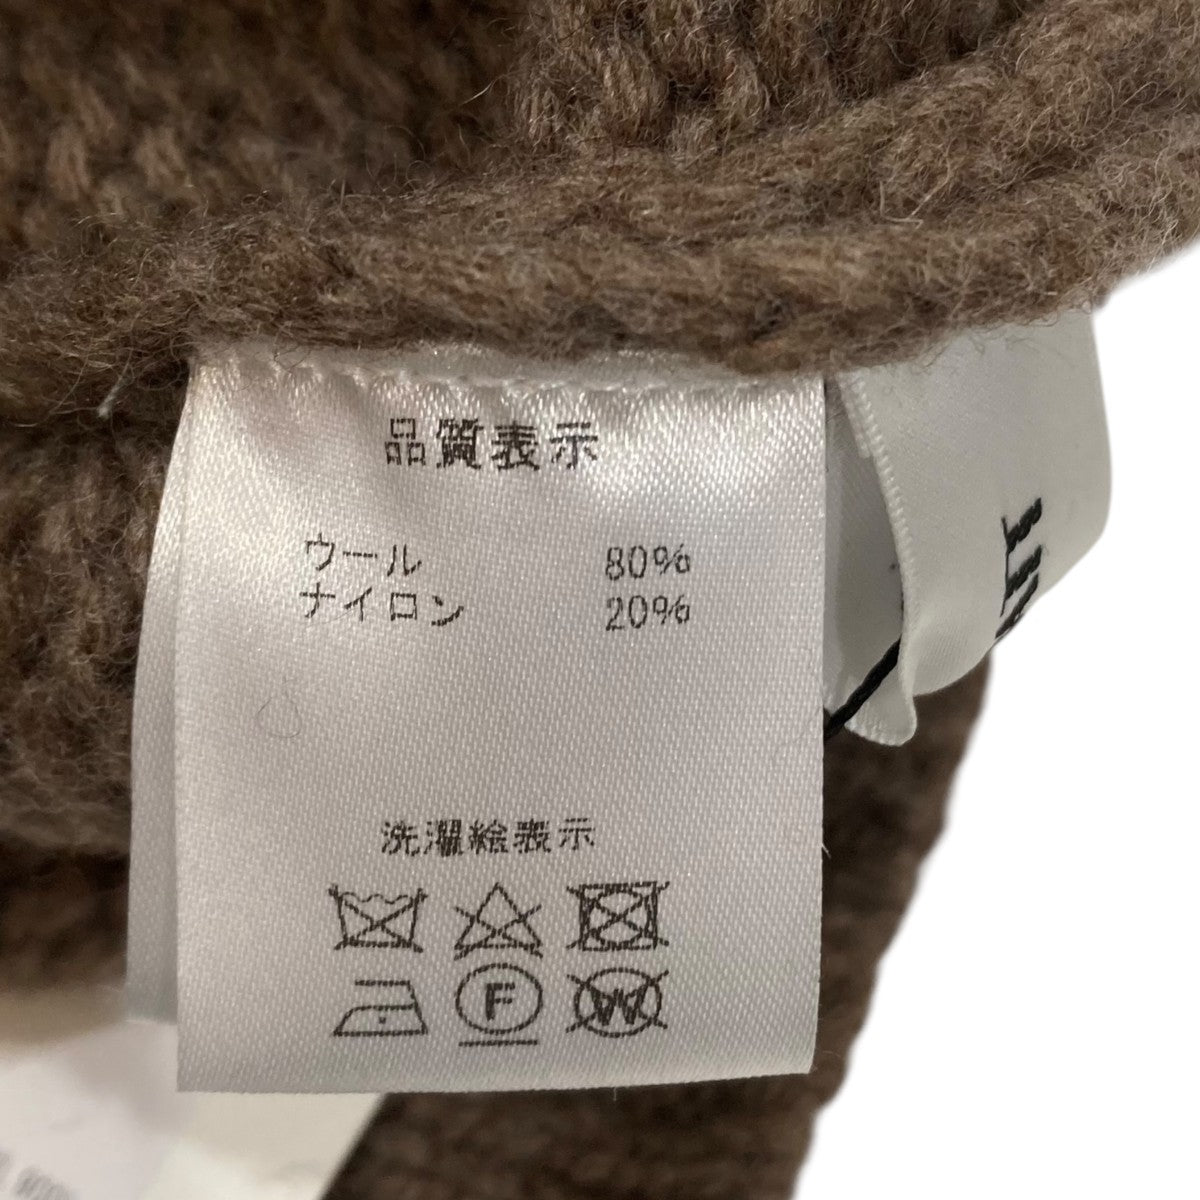 品質表示
ウール 80%
ナイロン 20%
洗濯絵表示
F W